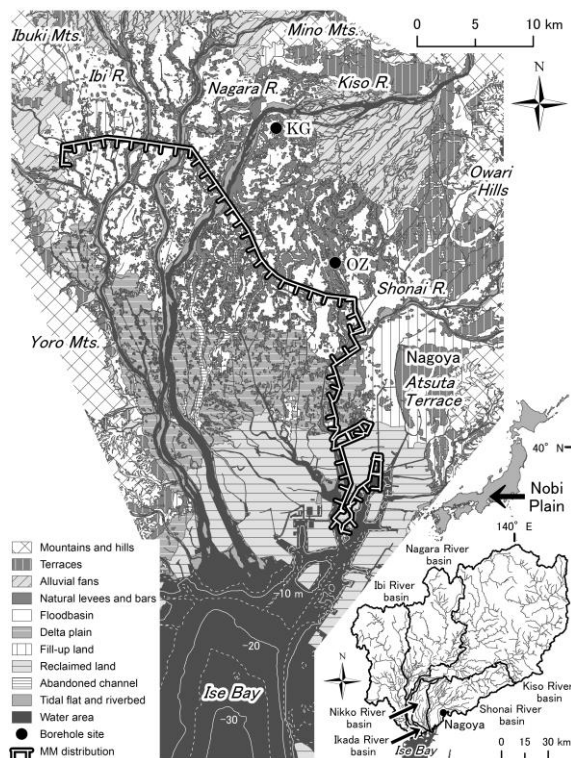 0 5 10 km
Ibuki Mts.
Mino Mts.
Ibi R.
Nagara R.
Kiso R.
N
KG
Owari
Hills
OZ
Shonai R.
Yoro Mts.
Nagoya
Atsuta
Terrace
40° N
Nobi
Plain
140° E
Mountains and hills
Terraces
Alluvial fans
Natural levees and bars
Floodbasin
Delta plain
Fill-up land
Reclaimed land
Abandoned channel
Tidal flat and riverbed
Water area
Borehole site
MM distribution
-10 m
-20
-30
Ise Bay
Nagara River
basin
Ibi River
basin
N
Kiso River
basin
Shonai River
basin
Nikko River
basin
Nagoya
Ikada River
basin
Ise Bay
0 15 30 km